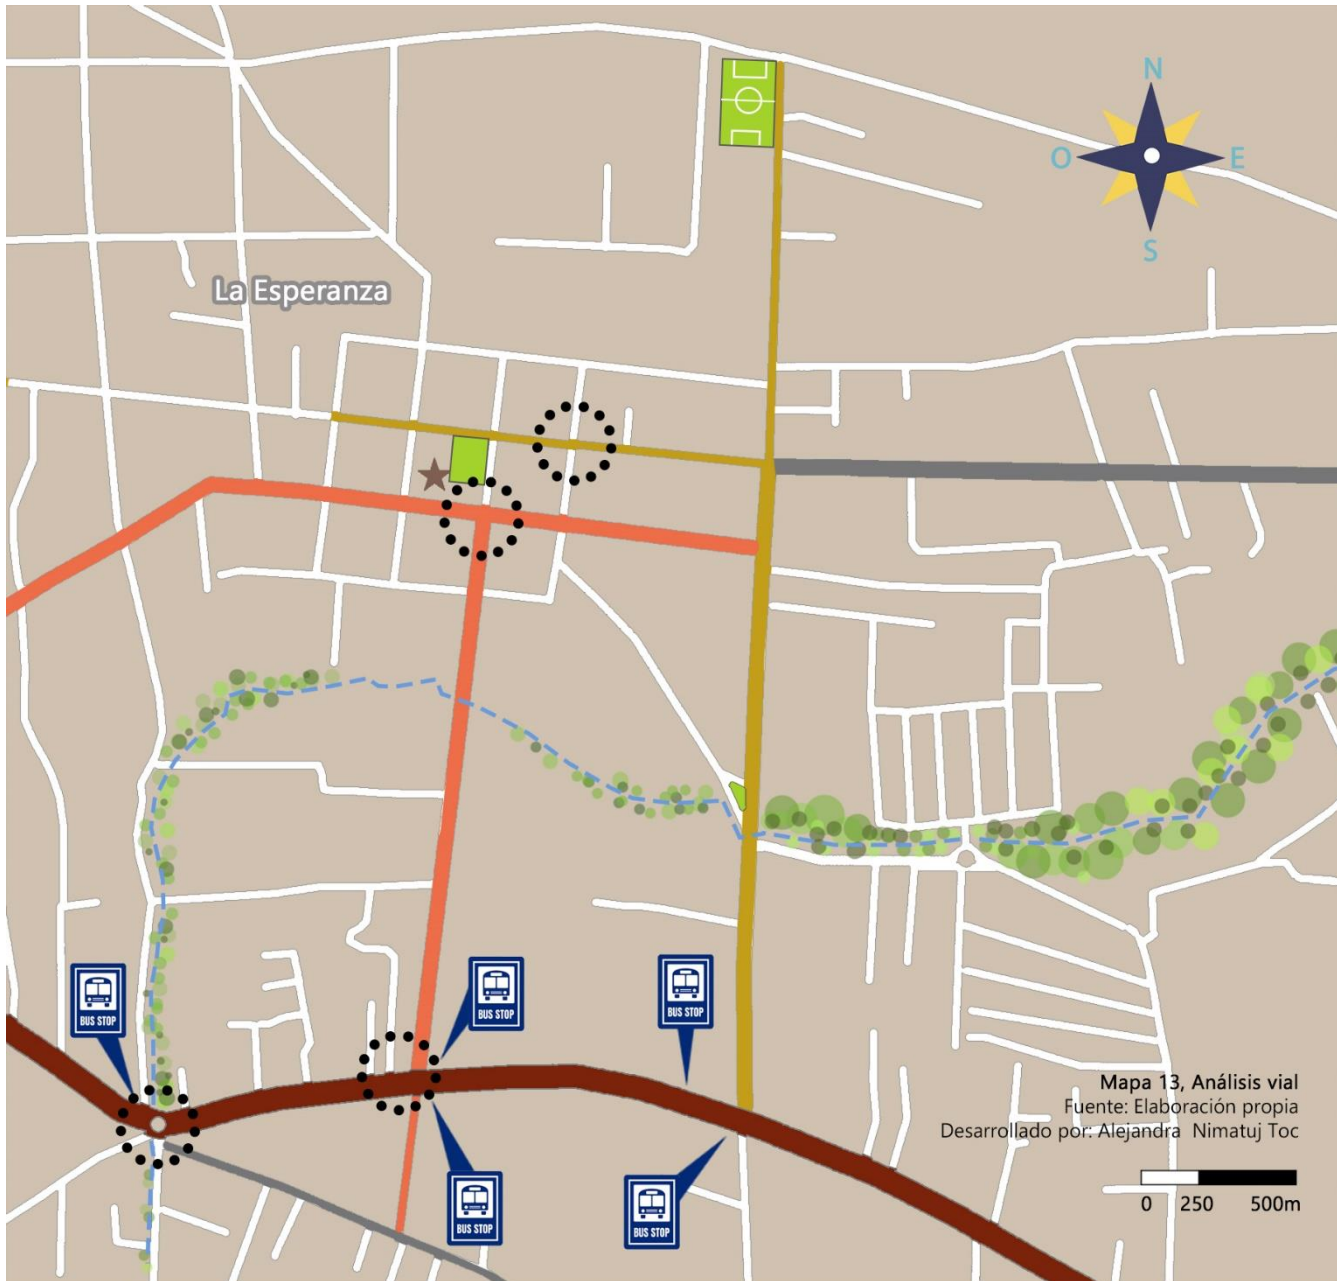 N
O
E
S
La Esperanza
BUS STOP
BUS STOP
BUS STOP
BUS STOP
BUS STOP
Mapa 13, Análisis vial
Fuente: Elaboración propia
Desarrollado por: Alejandra Nimatuj Toc
0 250 500m